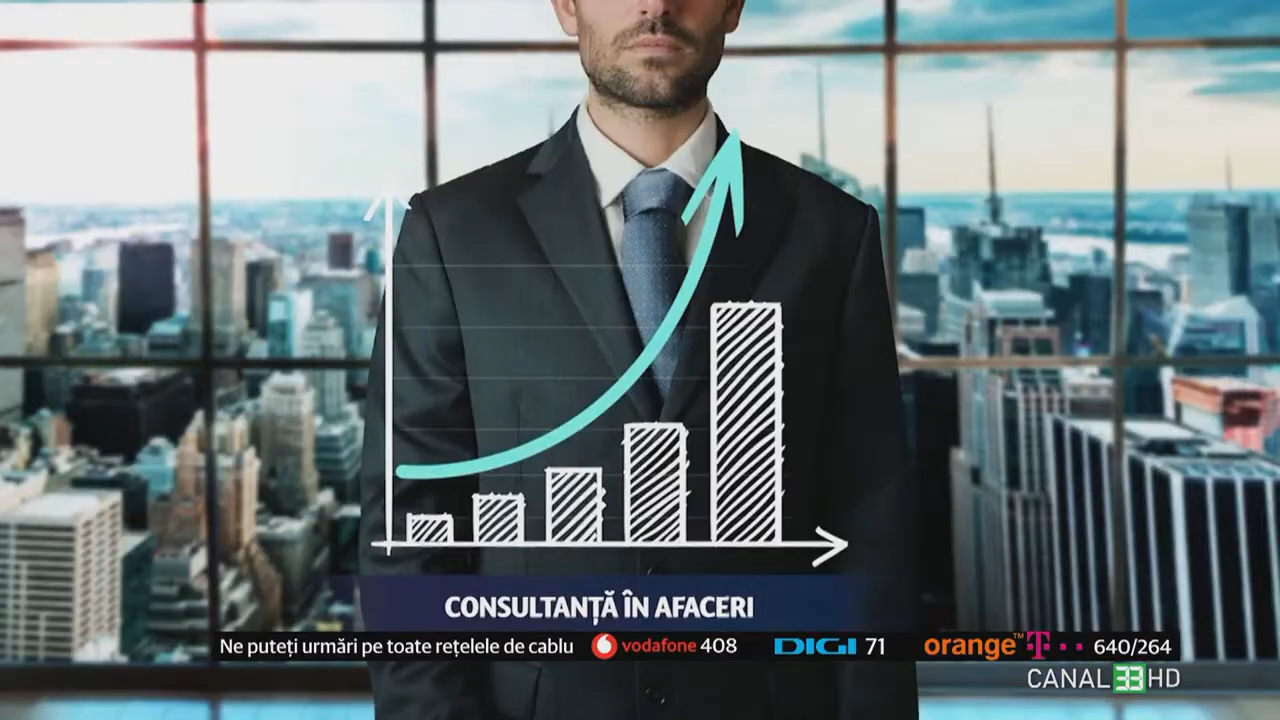 CONSULTANȚĂ ÎN AFACERI
Ne puteți urmări pe toate rețelele de cablu vodafone 408 DIGI 71 orange™ T 640/264
CANAL 33 HD